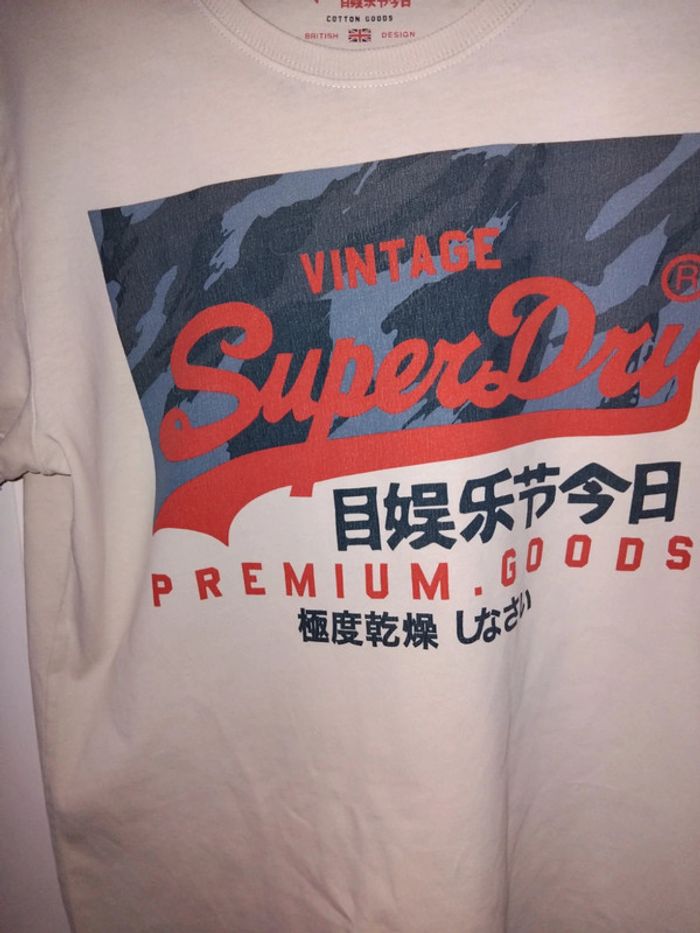 目娱乐节今日
COTTON GOODS
BRITISH DESIGN
VINTAGE
SuperDry ®
目娱乐节今日
PREMIUM.GOODS
極度乾燥 しなさい